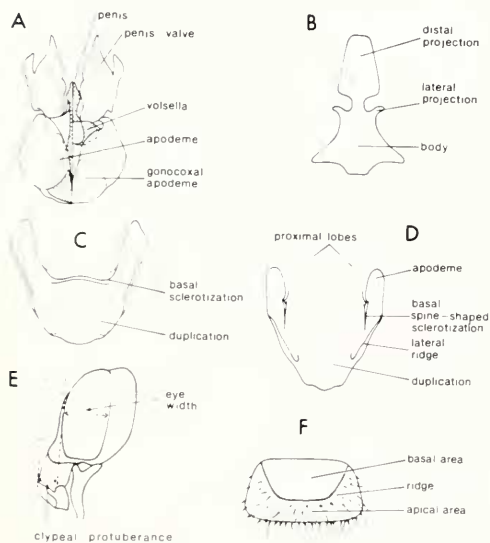 A
penis
penis valve
volsella
apodeme
gonocoxal
apodeme
B
distal
projection
lateral
projection
body
C
basal
sclerotization
duplication
D
proximal lobes
apodeme
basal
spine-shaped
sclerotization
lateral
ridge
duplication
E
eye
width
clypeal protuberance
F
basal area
ridge
apical area